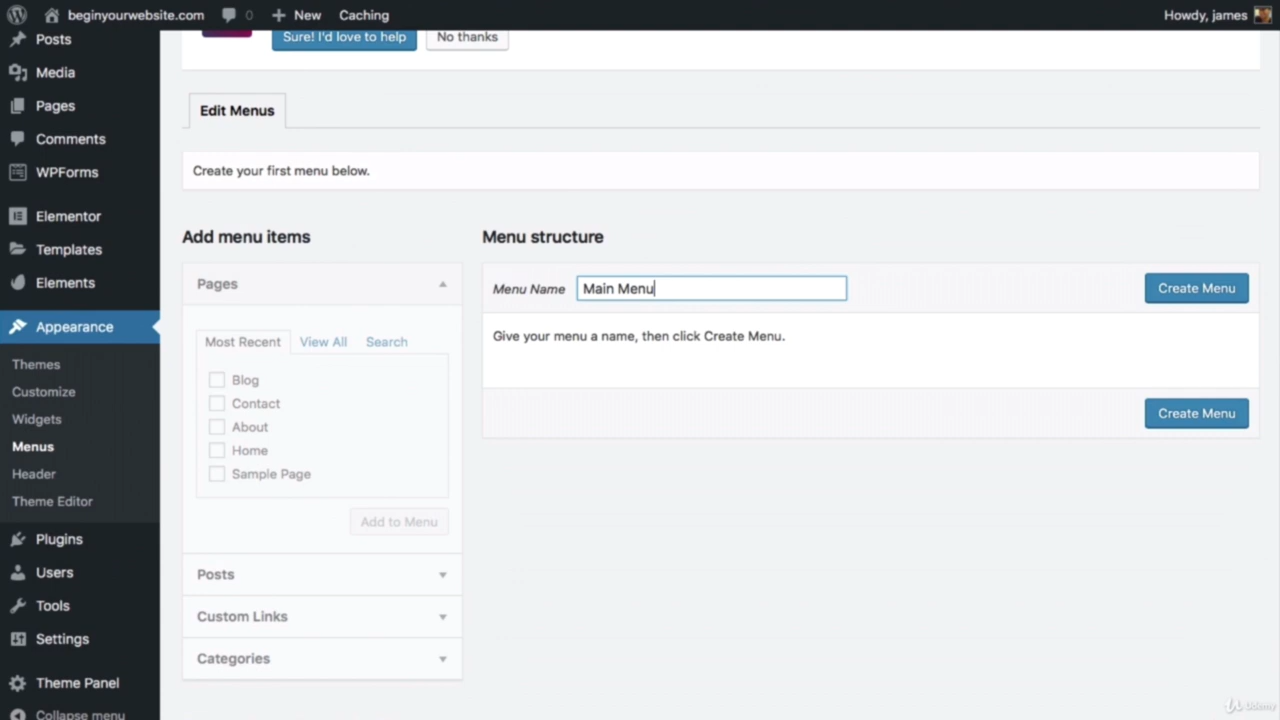 beginyourwebsite.com 0 New Caching Howdy, james
Posts
Media
Pages
Comments
WPForms
Elementor
Templates
Elements
Appearance
Themes
Customize
Widgets
Menus
Header
Theme Editor
Plugins
Users
Tools
Settings
Theme Panel
Collapse menu
Sure! I'd love to help No thanks
Edit Menus
Create your first menu below.
Add menu items
Pages
Most Recent View All Search
Blog
Contact
About
Home
Sample Page
Add to Menu
Posts
Custom Links
Categories
Menu structure
Menu Name Main Menu Create Menu
Give your menu a name, then click Create Menu.
Create Menu
Udemy